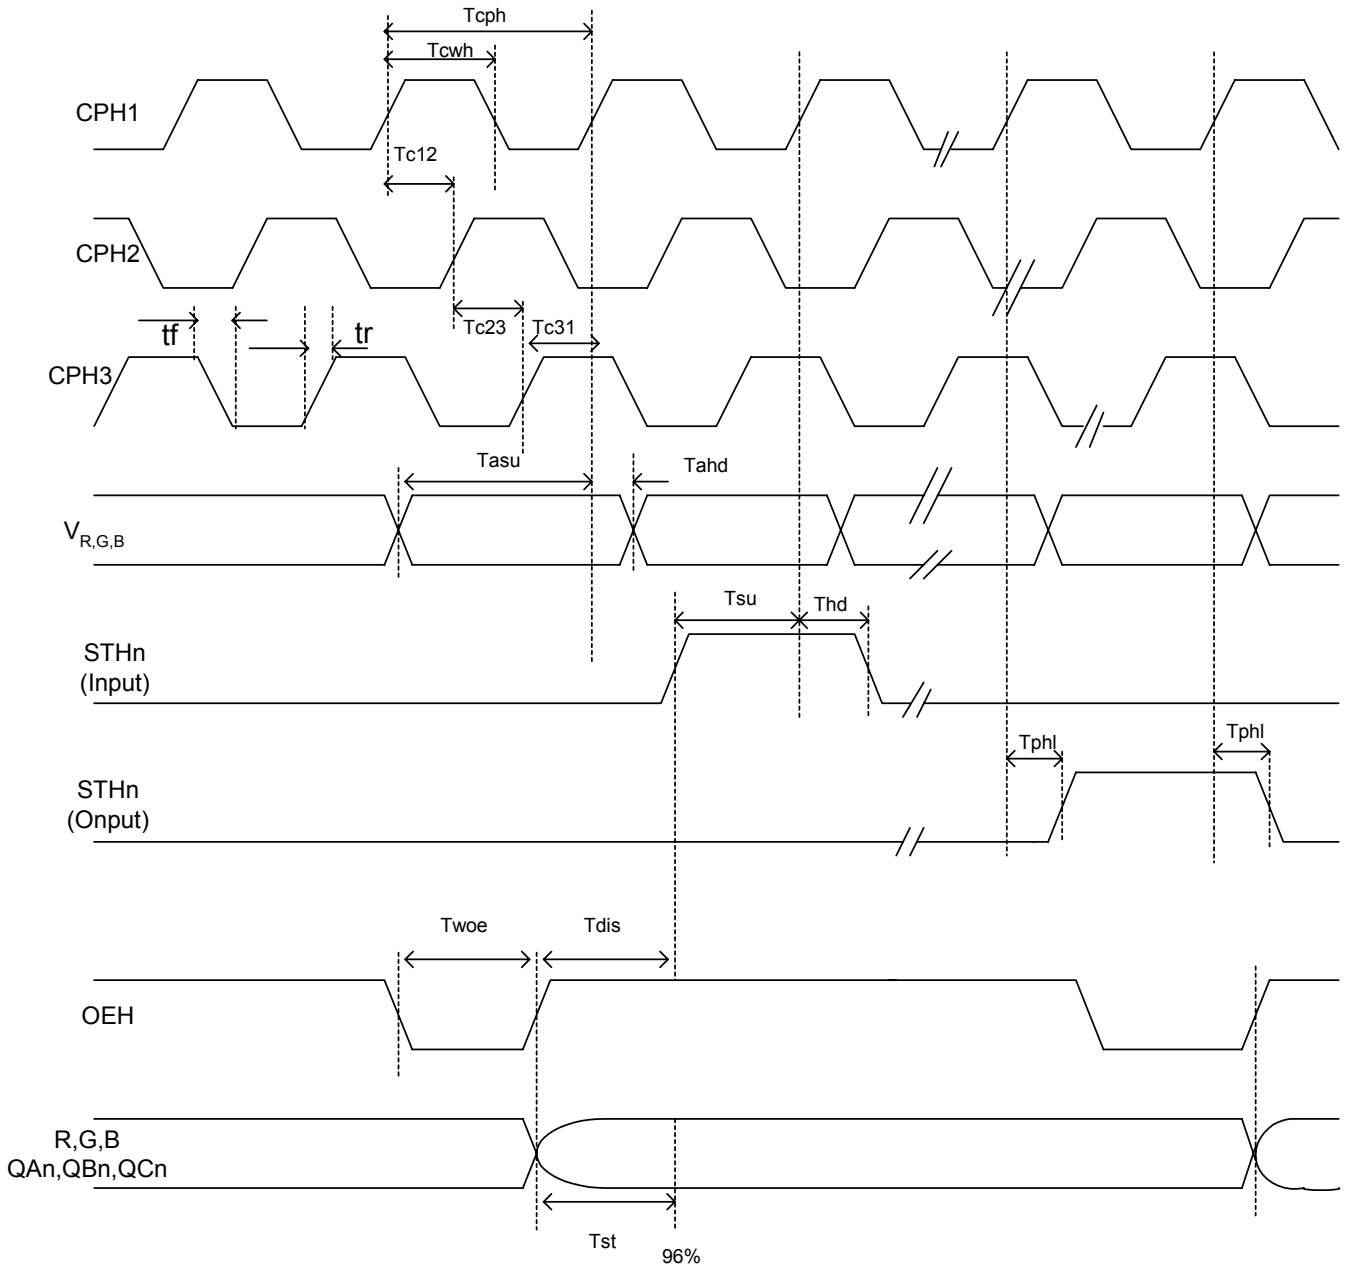 Tcph
Tcwh
CPH1
Tc12
CPH2
tf
tr
Tc23
Tc31
CPH3
Tasu
Tahd
VR,G,B
Tsu
Thd
STHn
(Input)
Tphl
Tphl
STHn
(Onput)
Twoe
Tdis
OEH
R,G,B
QAn,QBn,QCn
Tst
96%